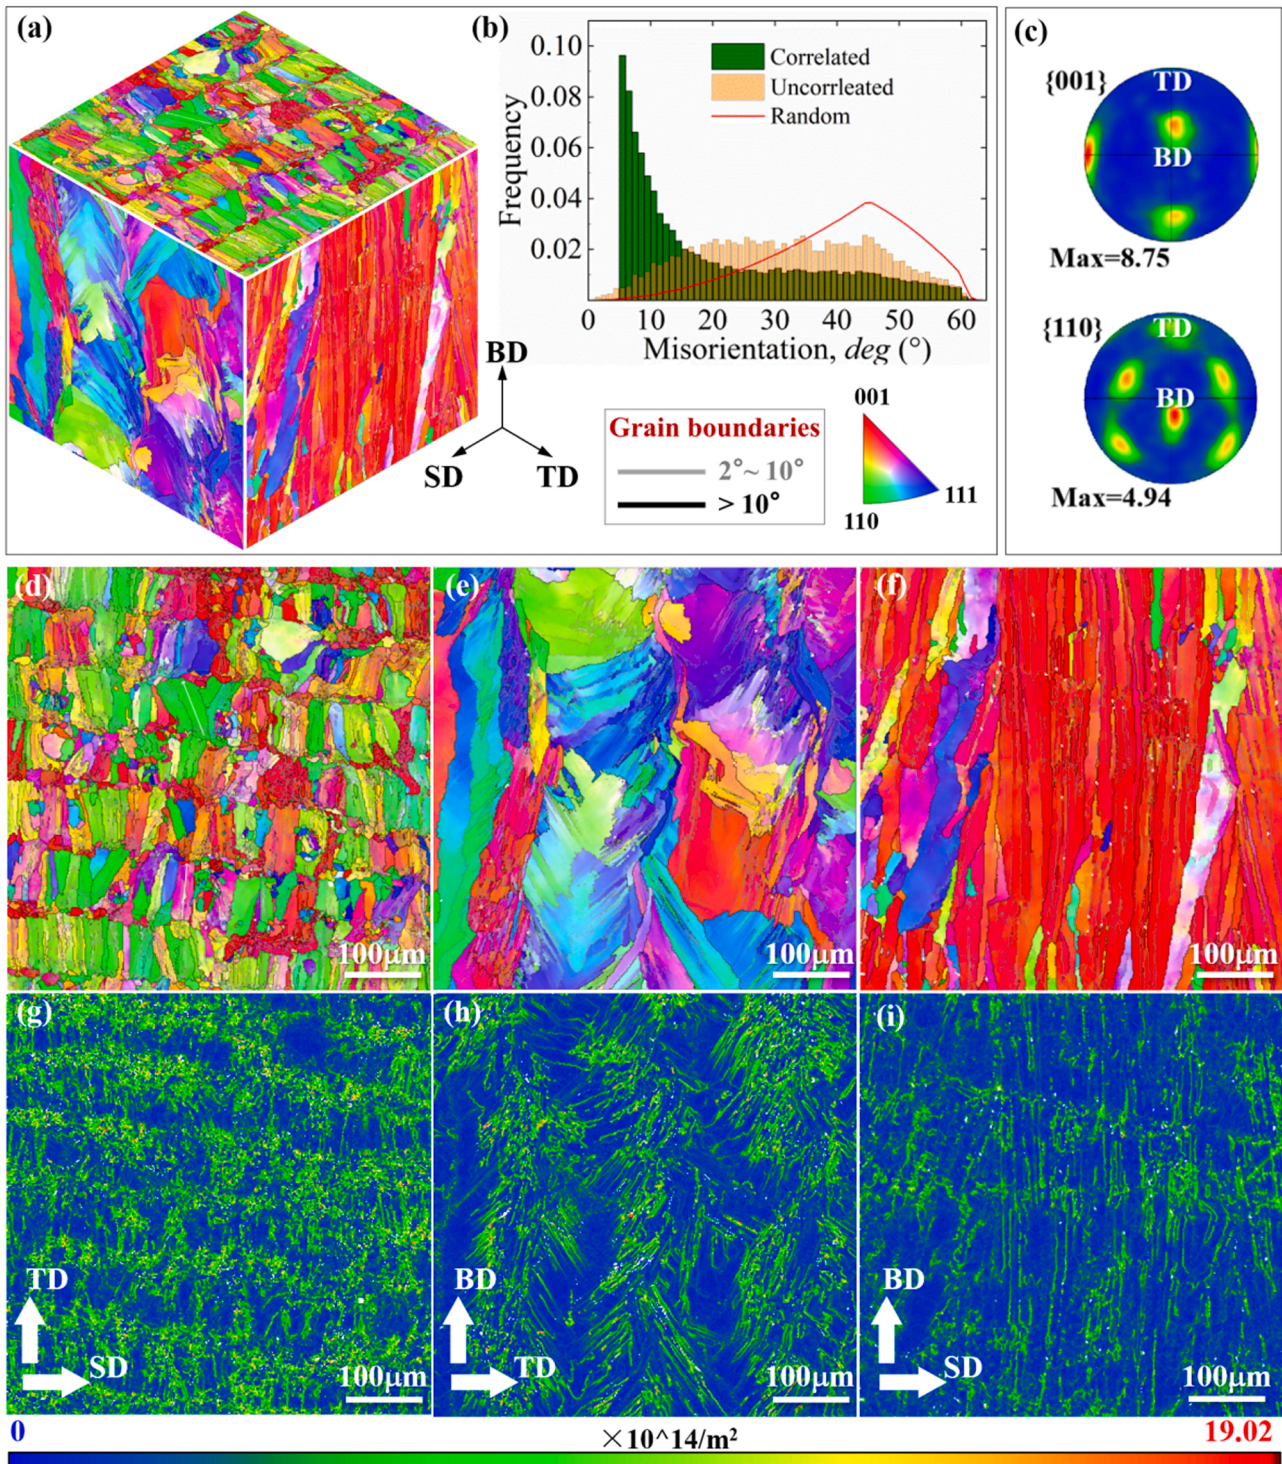 (a)
BD
SD
TD
(b)
0.10
0.08
0.06
0.04
0.02
Frequency
Correlated
Uncorrleated
Random
0 10 20 30 40 50 60
Misorientation, deg (°)
Grain boundaries
2°~ 10°
> 10°
001
111
110
(c)
{001}
TD
BD
Max=8.75
{110}
TD
BD
Max=4.94
(d)
100μm
(e)
100μm
(f)
100μm
(g)
TD
SD
100μm
(h)
BD
TD
100μm
(i)
BD
SD
100μm
0
×10^14/m²
19.02